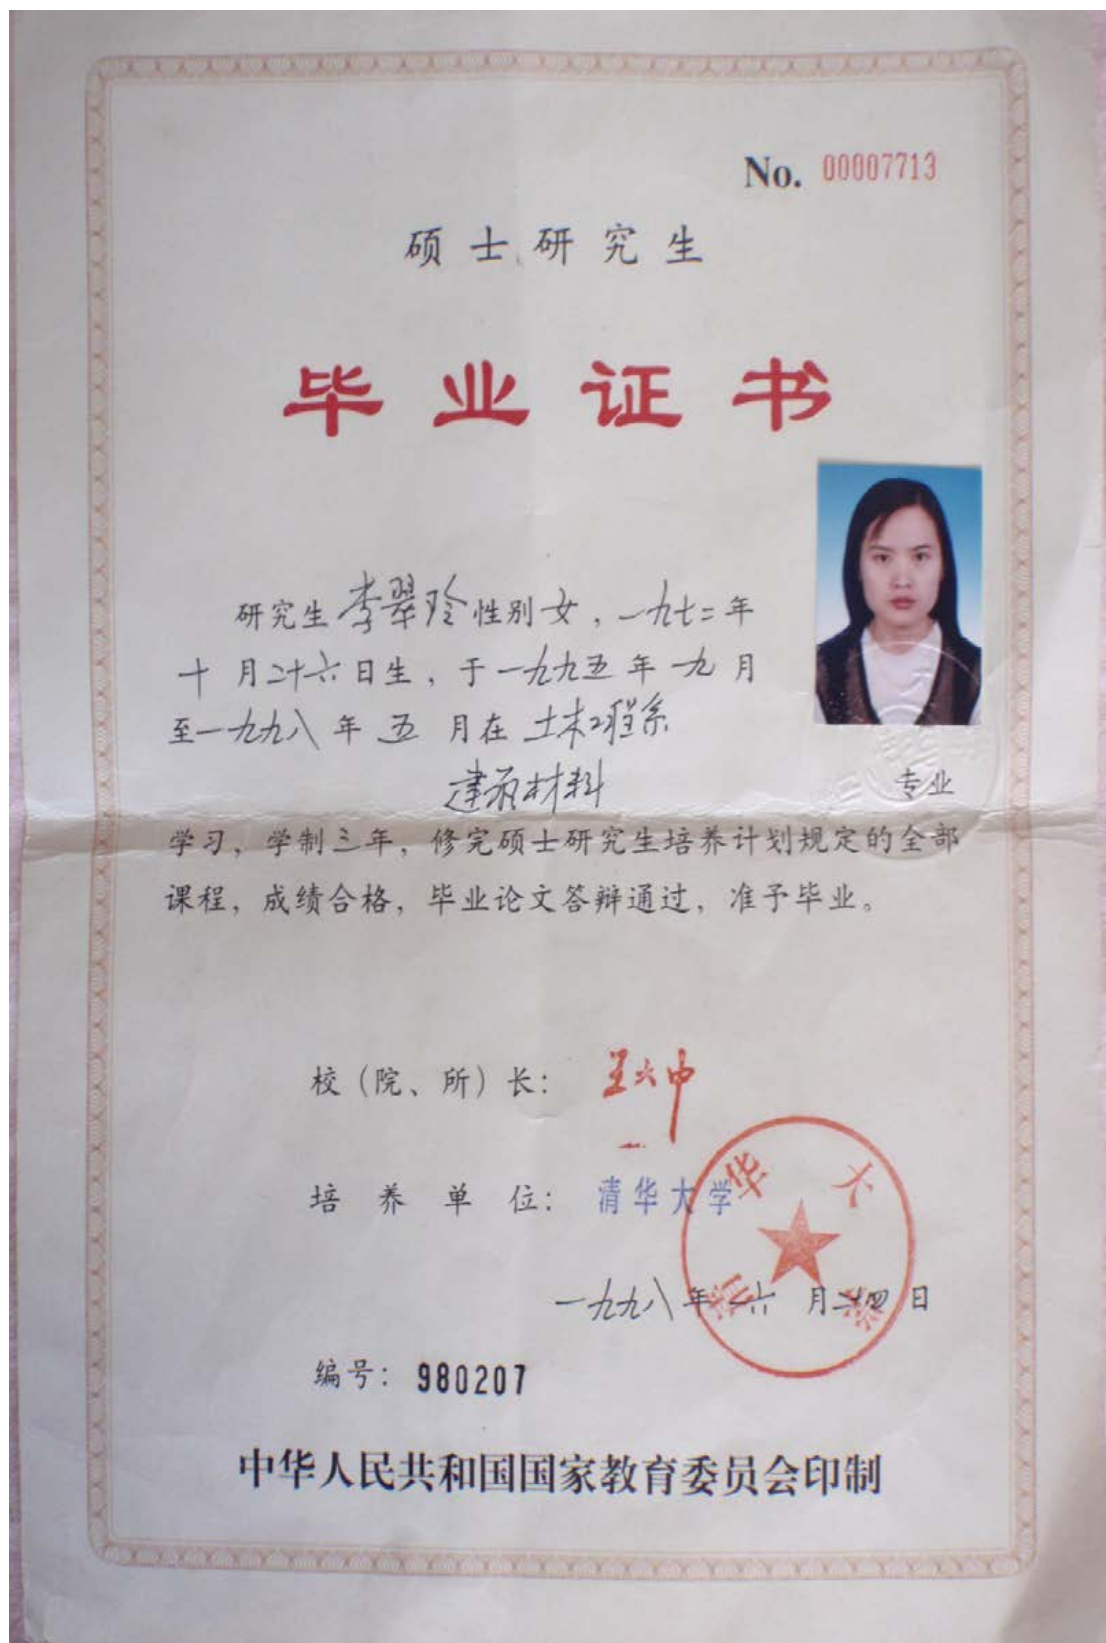 No. 00007713
硕士研究生
毕业证书
研究生 李翠玲 性别 女，一九七二年
十月二十六日生，于一九九五年九月
至一九九八年五月在 土木工程系
建筑材料 专业
学习，学制三年，修完硕士研究生培养计划规定的全部
课程，成绩合格，毕业论文答辩通过，准予毕业。
校（院、所）长： 王大中
培养单位： 清华大学
清华大学
一九九八年六月二十四日
编号：980207
中华人民共和国国家教育委员会印制